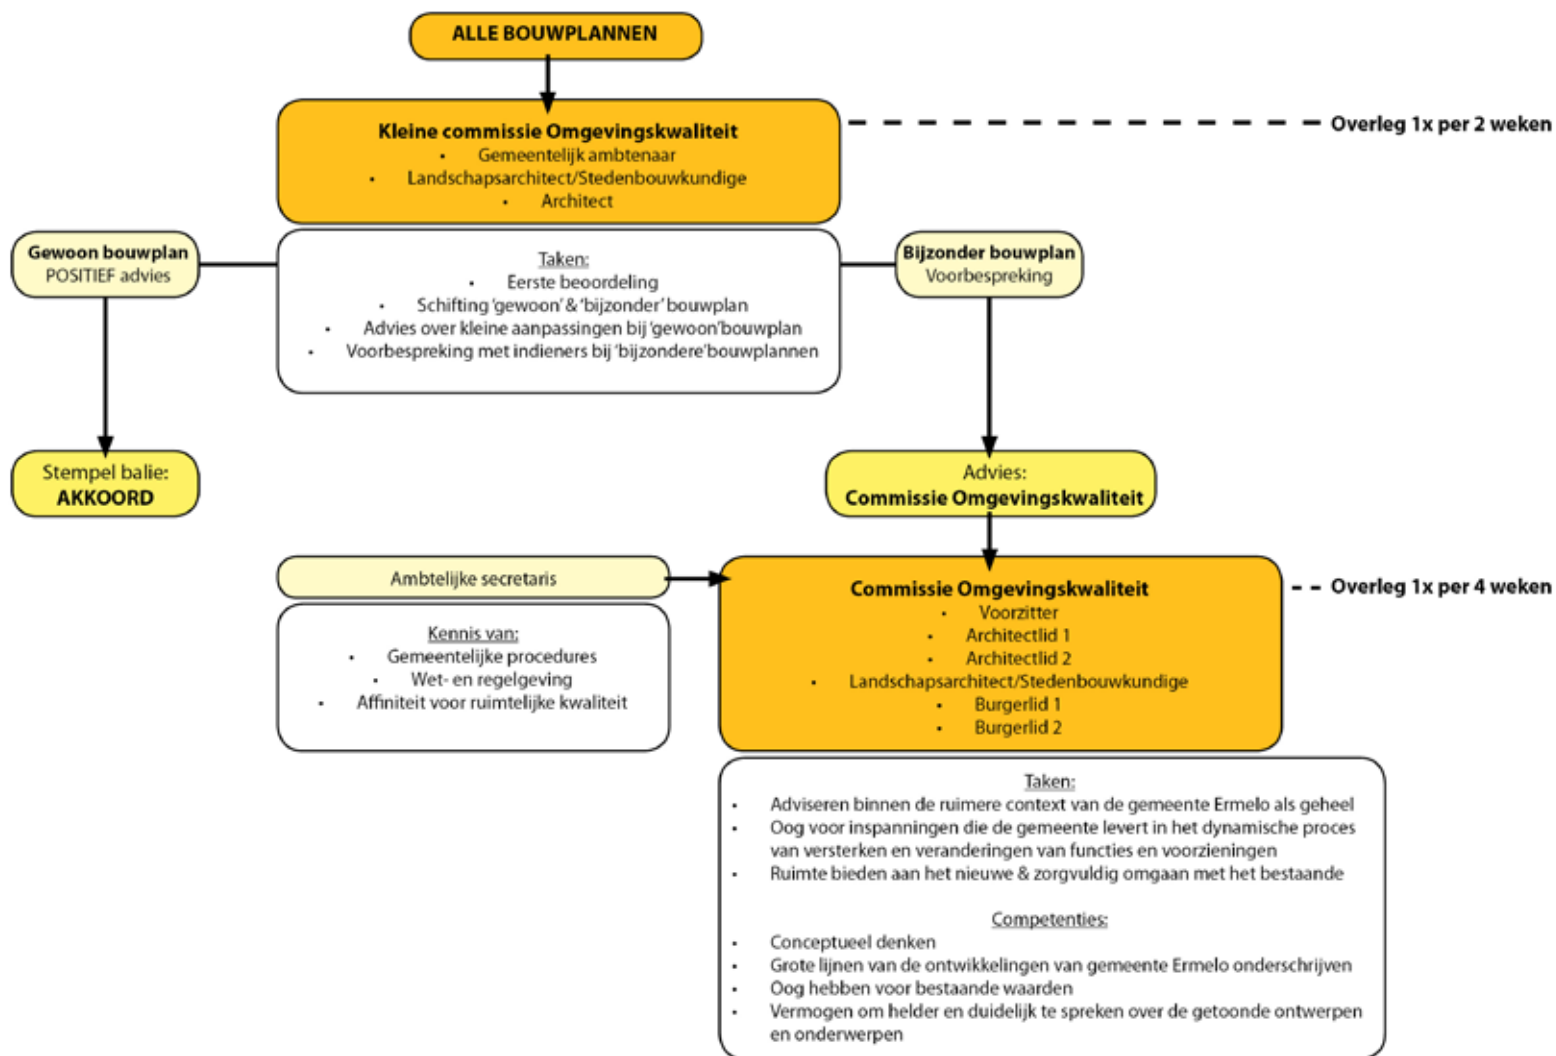 ALLE BOUWPLANNEN
Kleine commissie Omgevingskwaliteit
• Gemeentelijk ambtenaar
• Landschapsarchitect/Stedenbouwkundige
• Architect
Overleg 1x per 2 weken
Gewoon bouwplan
POSITIEF advies
Taken:
• Eerste beoordeling
• Schifting 'gewoon' & 'bijzonder' bouwplan
• Advies over kleine aanpassingen bij 'gewoon'bouwplan
• Voorbespreking met indieners bij 'bijzondere'bouwplannen
Bijzonder bouwplan
Voorbespreking
Stempel balie:
AKKOORD
Advies:
Commissie Omgevingskwaliteit
Ambtelijke secretaris
Kennis van:
• Gemeentelijke procedures
• Wet- en regelgeving
• Affiniteit voor ruimtelijke kwaliteit
Commissie Omgevingskwaliteit
• Voorzitter
• Architectlid 1
• Architectlid 2
• Landschapsarchitect/Stedenbouwkundige
• Burgerlid 1
• Burgerlid 2
Overleg 1x per 4 weken
Taken:
• Adviseren binnen de ruimere context van de gemeente Ermelo als geheel
• Oog voor inspanningen die de gemeente levert in het dynamische proces
van versterken en veranderingen van functies en voorzieningen
• Ruimte bieden aan het nieuwe & zorgvuldig omgaan met het bestaande
Competenties:
• Conceptueel denken
• Grote lijnen van de ontwikkelingen van gemeente Ermelo onderschrijven
• Oog hebben voor bestaande waarden
• Vermogen om helder en duidelijk te spreken over de getoonde ontwerpen
en onderwerpen